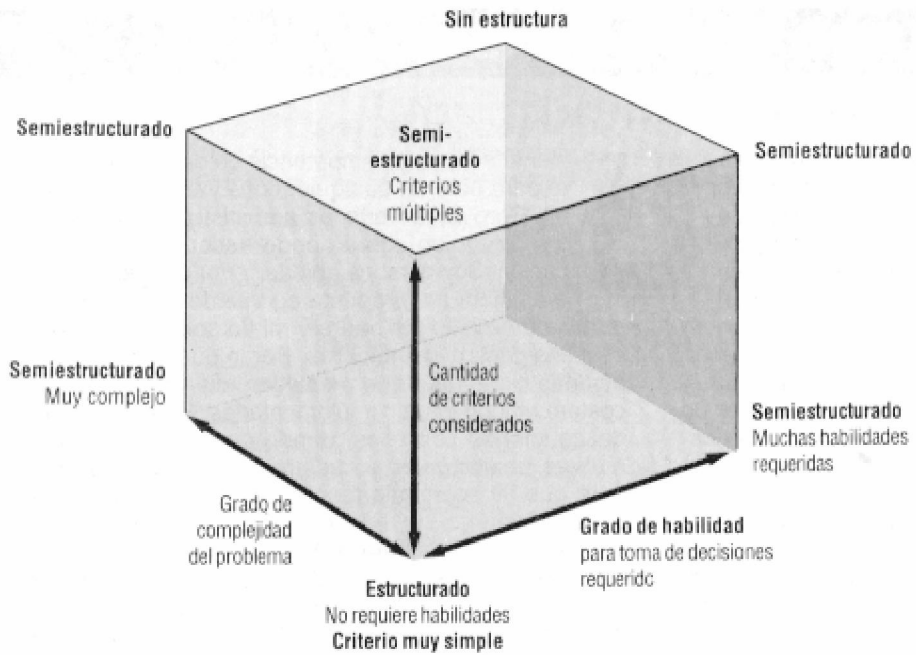 Sin estructura
Semiestructurado
Semi-
estructurado
Criterios
múltiples
Semiestructurado
Semiestructurado
Muy complejo
Cantidad
de criterios
considerados
Semiestructurado
Muchas habilidades
requeridas
Grado de
complejidad
del problema
Grado de habilidad
para toma de decisiones
requerido
Estructurado
No requiere habilidades
Criterio muy simple